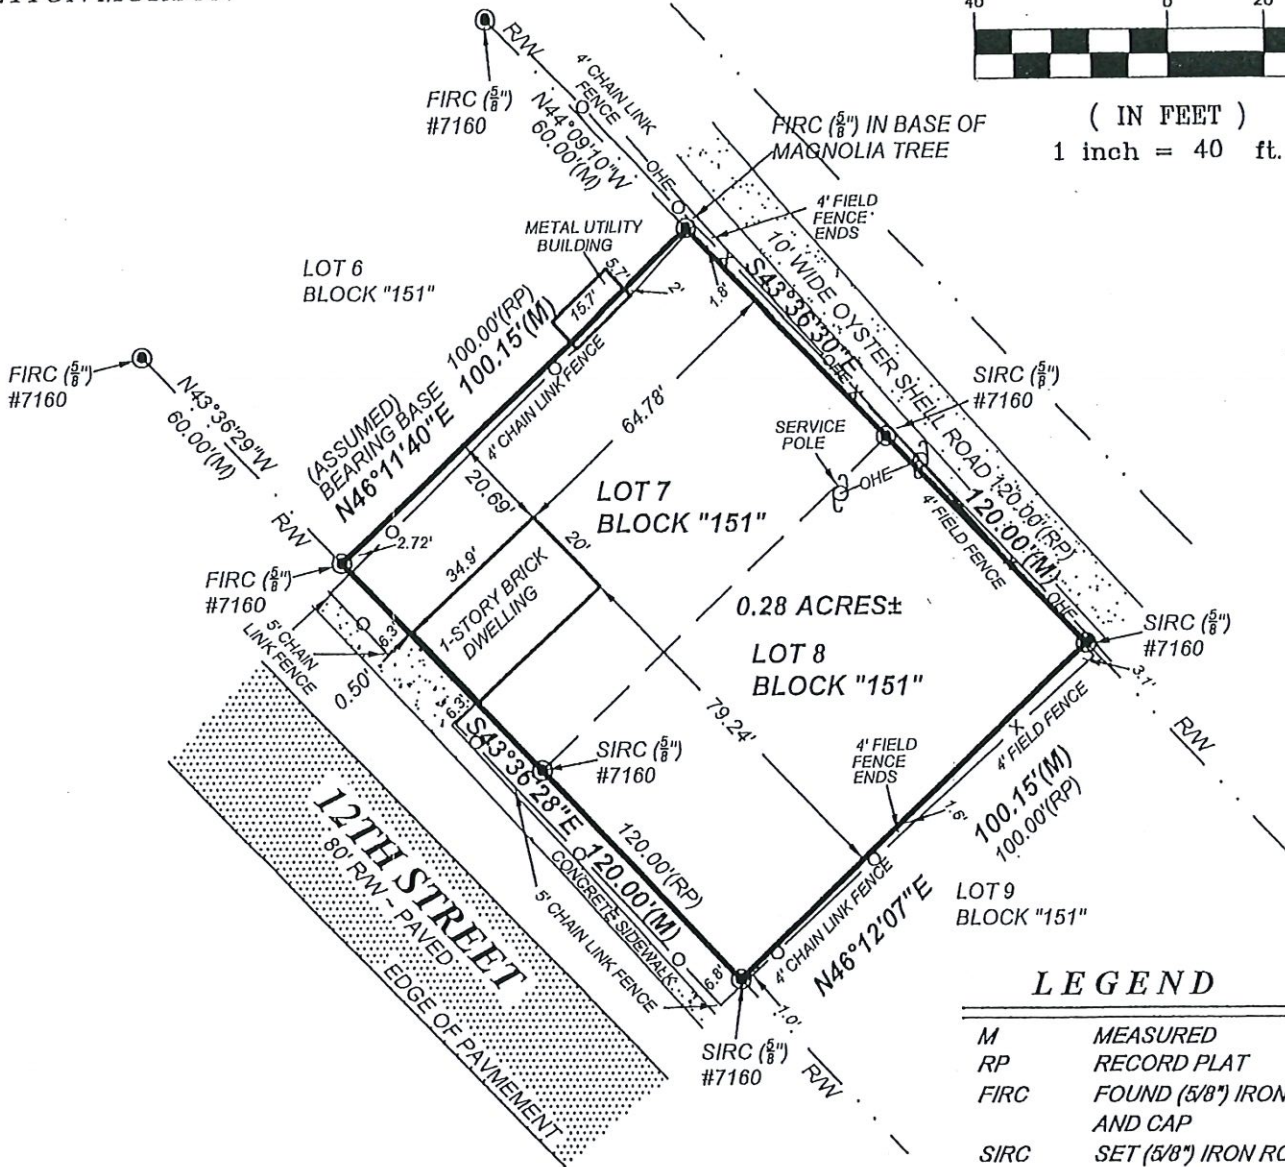 40
0
20
( IN FEET )
1 inch = 40 ft.
R/W
4' CHAIN LINK
FENCE
FIRC (5/8")
#7160
N44°09'10"W
60.00'(M)
OHE
FIRC (5/8") IN BASE OF
MAGNOLIA TREE
4' FIELD
FENCE
ENDS
METAL UTILITY
BUILDING
LOT 6
BLOCK "151"
5.7'
15.7'
2'
1.8'
10' WIDE OYSTER SHELL ROAD
S43°36'30"E
OHE
FIRC (5/8")
#7160
N43°36'29"W
60.00'(M)
(ASSUMED)
BEARING BASE
100.00'(RP)
N46°11'40"E
100.15'(M)
4' CHAIN LINK FENCE
64.78'
SIRC (5/8")
#7160
SERVICE
POLE
OHE
120.00'(RP)
120.00'(M)
4' FIELD FENCE
LOT 7
BLOCK "151"
20.69'
20'
R/W
2.72'
34.9'
FIRC (5/8")
#7160
1-STORY BRICK
DWELLING
0.28 ACRES±
OHE
SIRC (5/8")
#7160
5' CHAIN
LINK FENCE
6.3'
0.50'
LOT 8
BLOCK "151"
3.1'
6.3'
79.24'
4' FIELD FENCE
R/W
SIRC (5/8")
#7160
4' FIELD
FENCE
ENDS
S43°36'28"E
100.15'(M)
100.00'(RP)
1.6'
12TH STREET
80' R/W ~ PAVED
120.00'(RP)
120.00'(M)
CONCRETE SIDEWALK
5' CHAIN LINK FENCE
4' CHAIN LINK FENCE
N46°12'07"E
LOT 9
BLOCK "151"
EDGE OF PAVMEMENT
6.8'
1.0'
SIRC (5/8")
#7160
R/W
LEGEND
M MEASURED
RP RECORD PLAT
FIRC FOUND (5/8") IRON
AND CAP
SIRC SET (5/8") IRON